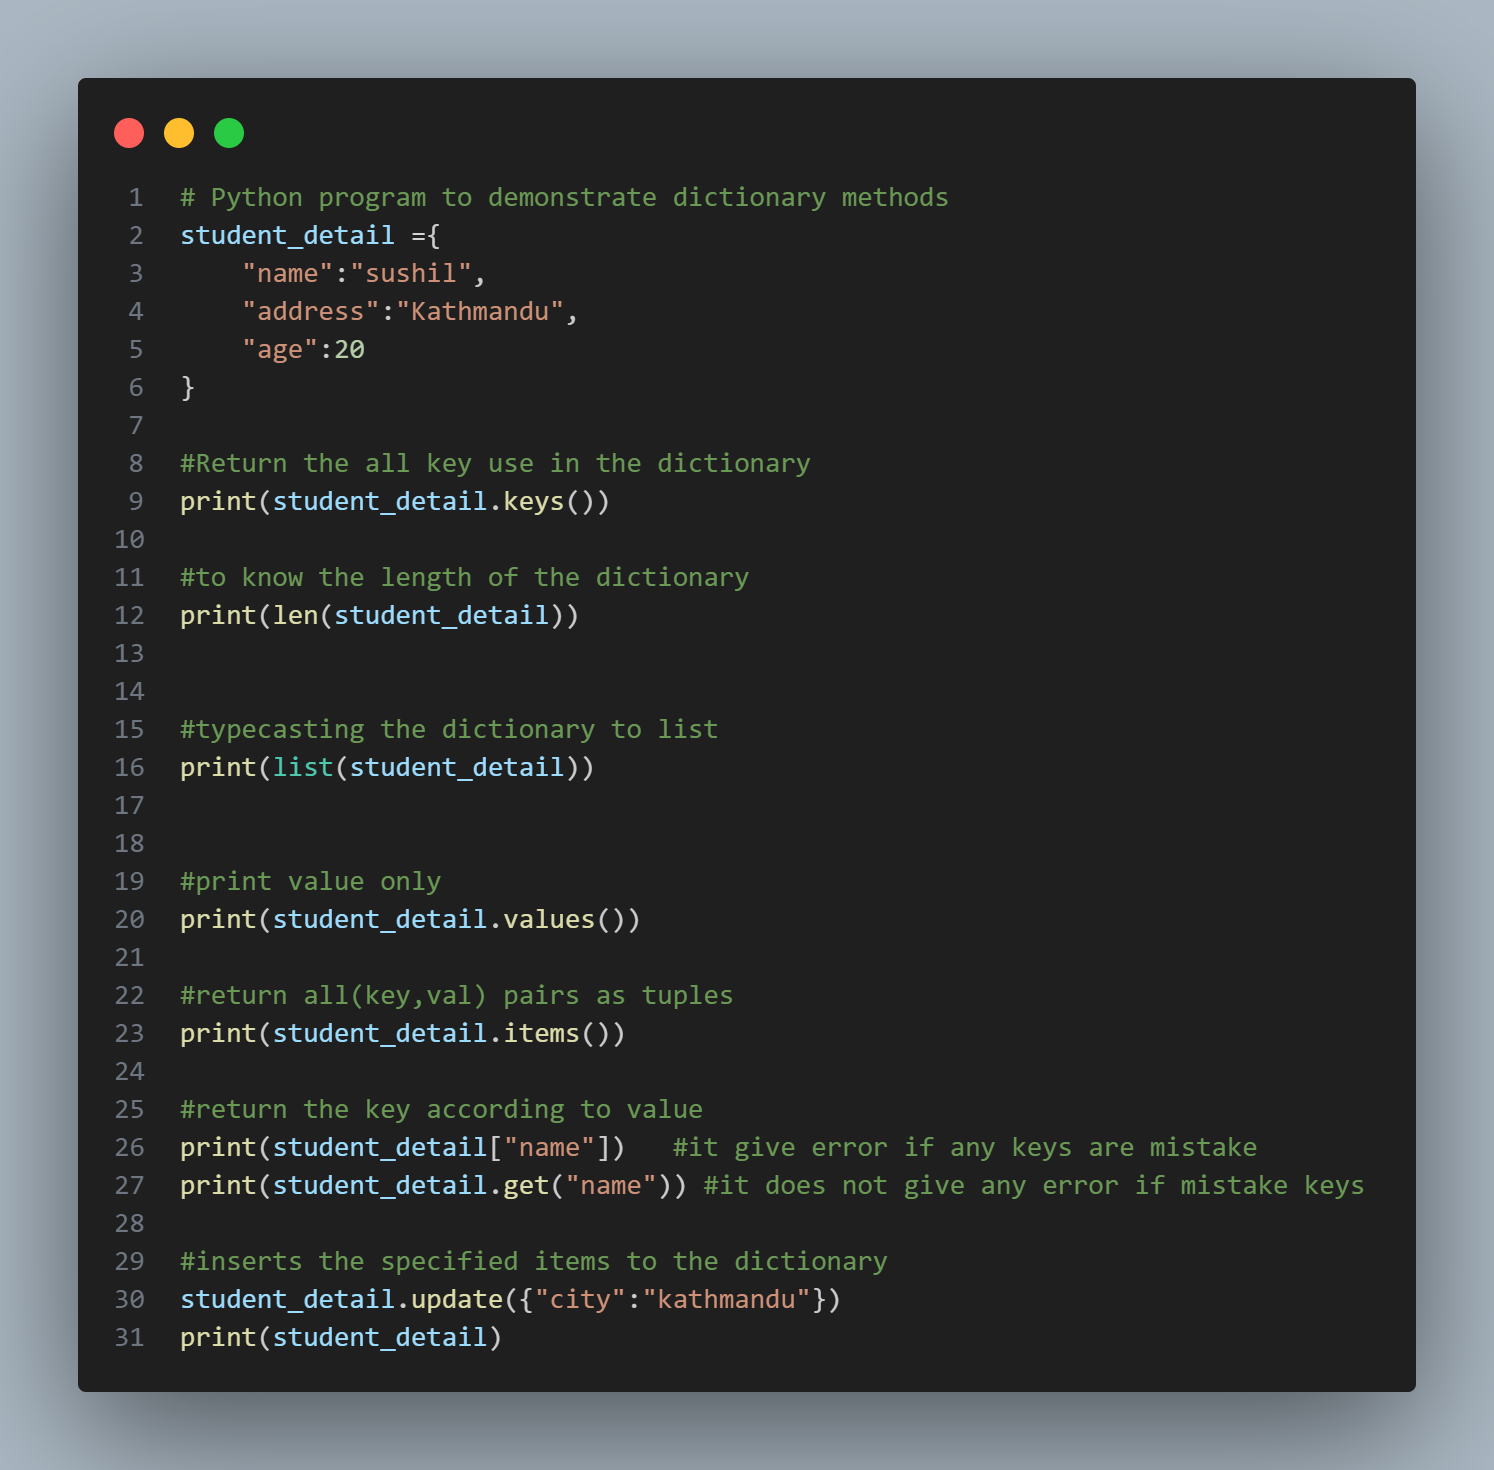 1 # Python program to demonstrate dictionary methods
2 student_detail ={
3     "name":"sushil",
4     "address":"Kathmandu",
5     "age":20
6 }
7
8 #Return the all key use in the dictionary
9 print(student_detail.keys())
10
11 #to know the length of the dictionary
12 print(len(student_detail))
13
14
15 #typecasting the dictionary to list
16 print(list(student_detail))
17
18
19 #print value only
20 print(student_detail.values())
21
22 #return all(key,val) pairs as tuples
23 print(student_detail.items())
24
25 #return the key according to value
26 print(student_detail["name"])   #it give error if any keys are mistake
27 print(student_detail.get("name")) #it does not give any error if mistake keys
28
29 #inserts the specified items to the dictionary
30 student_detail.update({"city":"kathmandu"})
31 print(student_detail)